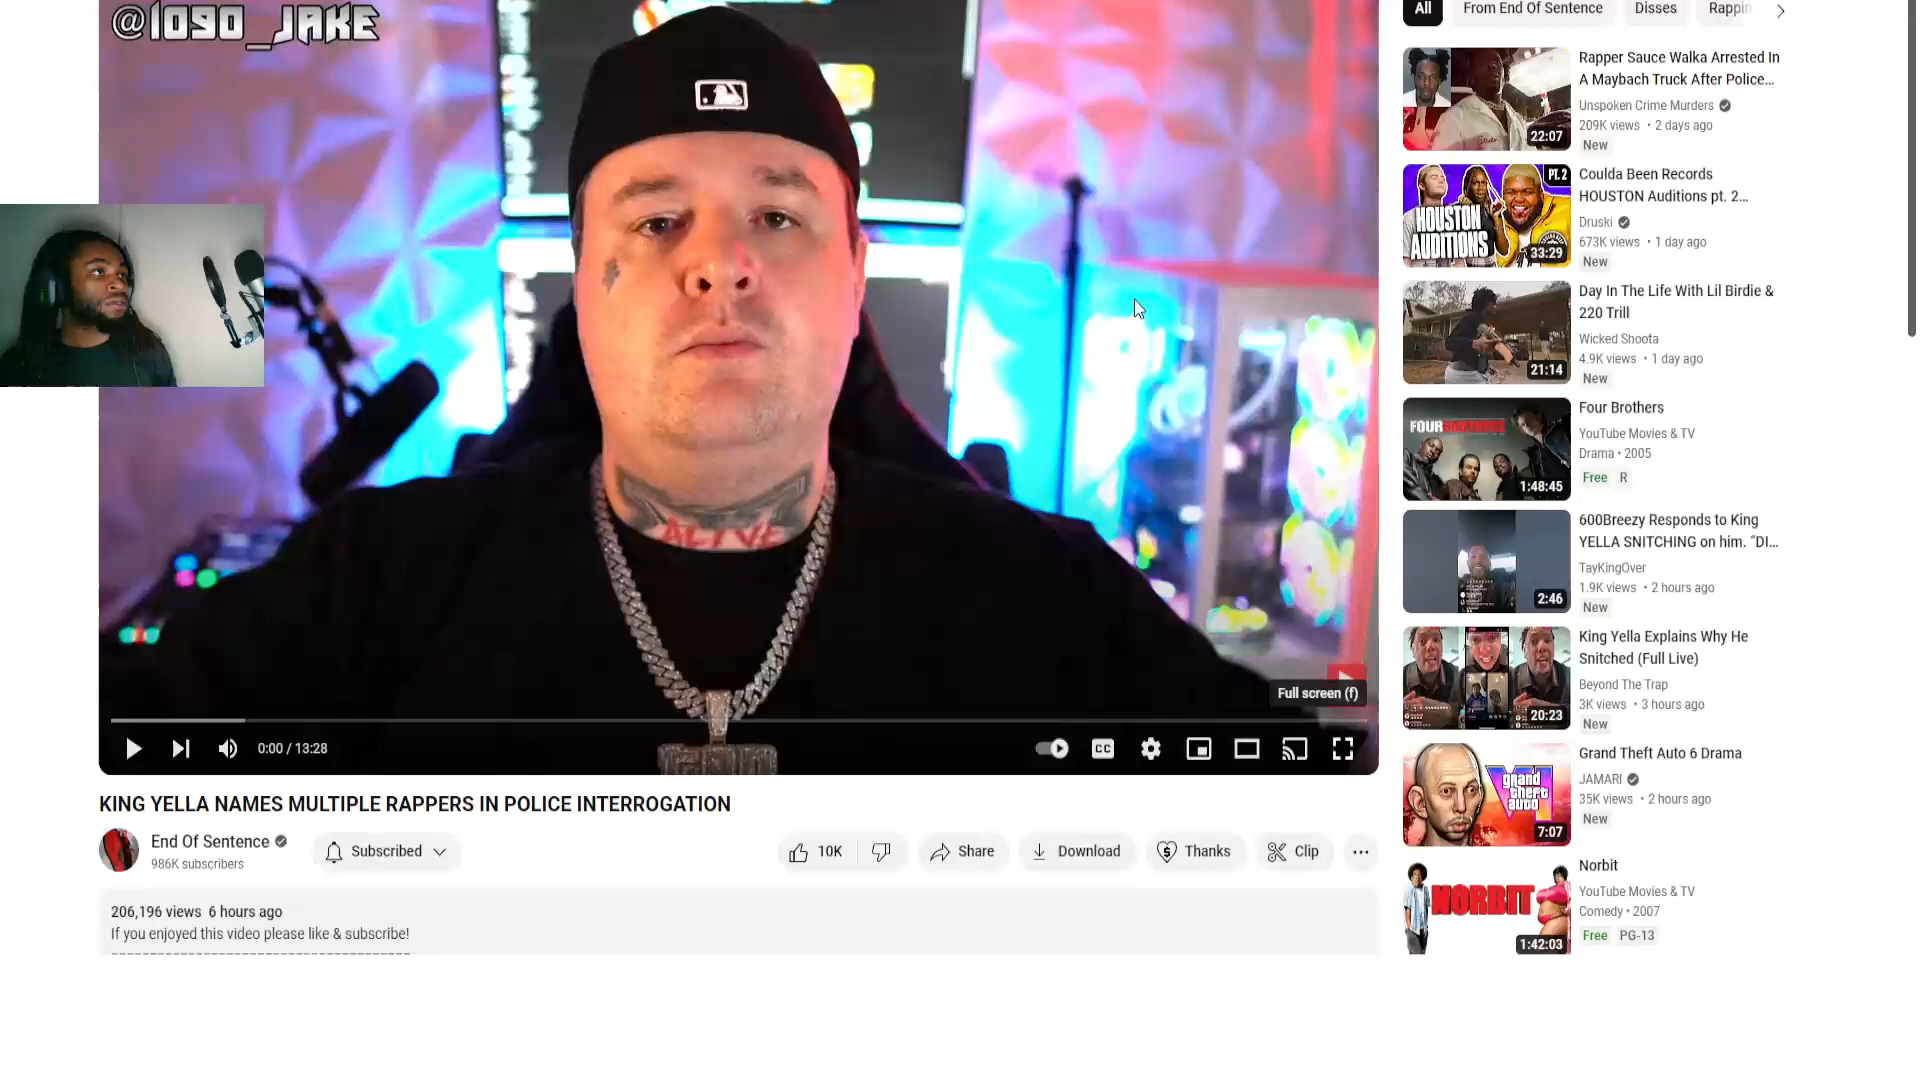 @1090_JAKE
ALIVE
Full screen (f)
0:00 / 13:28
CC
KING YELLA NAMES MULTIPLE RAPPERS IN POLICE INTERROGATION
End Of Sentence
986K subscribers
Subscribed
10K
Share
Download
Thanks
Clip
206,196 views 6 hours ago
If you enjoyed this video please like & subscribe!
All
From End Of Sentence
Disses
Rappin
22:07
Rapper Sauce Walka Arrested In
A Maybach Truck After Police...
Unspoken Crime Murders
209K views • 2 days ago
New
PT. 2
HOUSTON
AUDITIONS
33:29
Coulda Been Records
HOUSTON Auditions pt. 2...
Druski
673K views • 1 day ago
New
21:14
Day In The Life With Lil Birdie &
220 Trill
Wicked Shoota
4.9K views • 1 day ago
New
FOUR BROTHERS
1:48:45
Four Brothers
YouTube Movies & TV
Drama • 2005
Free R
2:46
600Breezy Responds to King
YELLA SNITCHING on him. “DI...
TayKingOver
1.9K views • 2 hours ago
New
20:23
King Yella Explains Why He
Snitched (Full Live)
Beyond The Trap
3K views • 3 hours ago
New
grand
theft
auto
VI
7:07
Grand Theft Auto 6 Drama
JAMARI
35K views • 2 hours ago
New
NORBIT
1:42:03
Norbit
YouTube Movies & TV
Comedy • 2007
Free PG-13